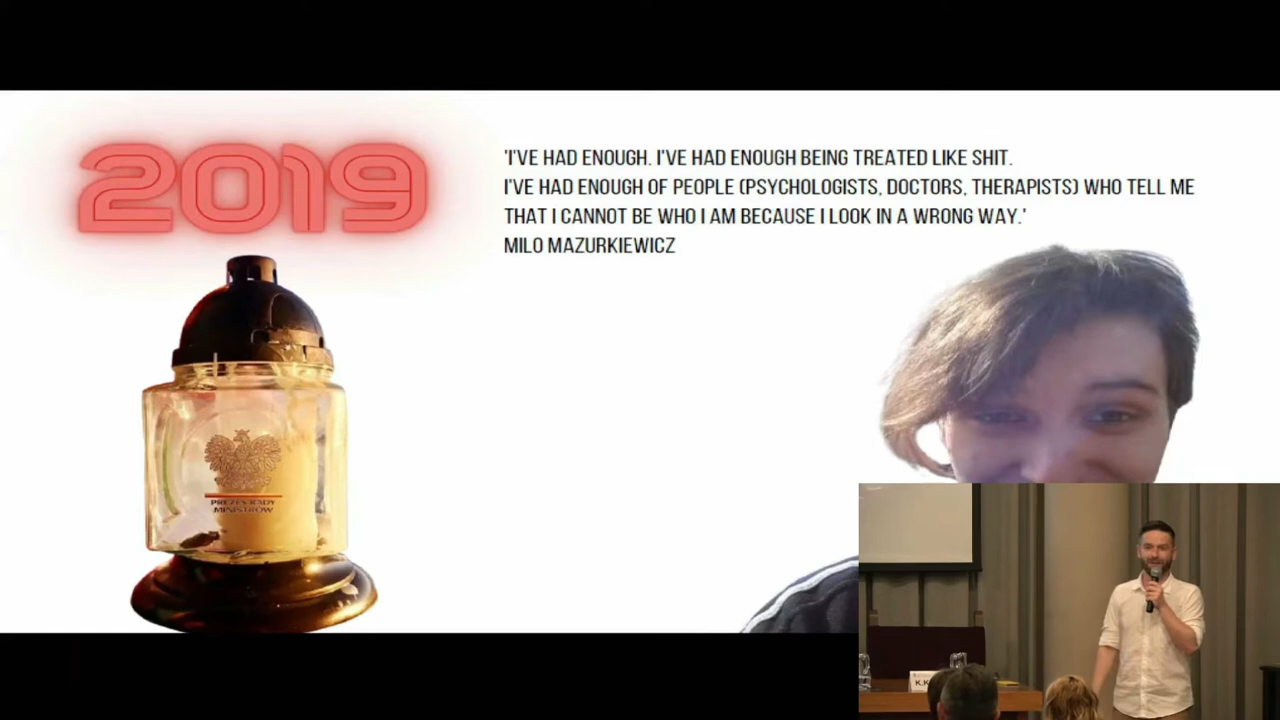 2019
'I'VE HAD ENOUGH. I'VE HAD ENOUGH BEING TREATED LIKE SHIT.
I'VE HAD ENOUGH OF PEOPLE (PSYCHOLOGISTS, DOCTORS, THERAPISTS) WHO TELL ME
THAT I CANNOT BE WHO I AM BECAUSE I LOOK IN A WRONG WAY.'
MILO MAZURKIEWICZ
PREZES RADY
MINISTRÓW